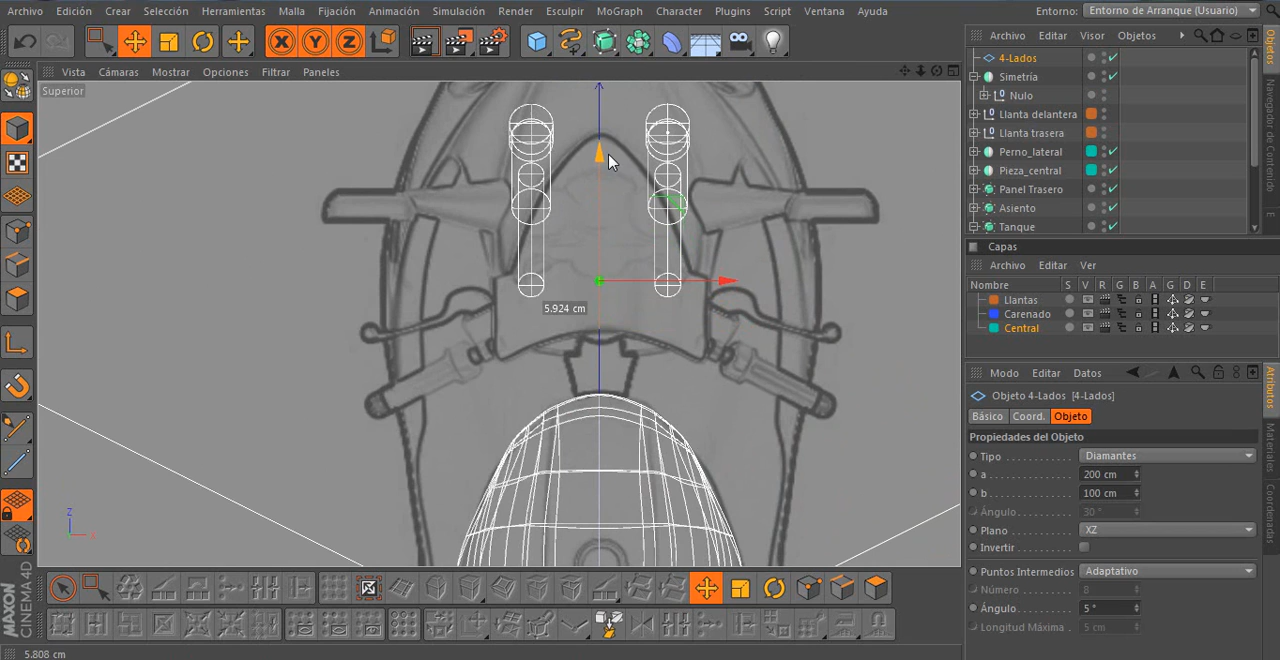 Archivo Edición Crear Selección Herramientas Malla Fijación Animación Simulación Render Esculpir MoGraph Character Plugins Script Ventana Ayuda Entorno: Entorno de Arranque (Usuario)
X Y Z
Archivo Editar Visor Objetos
Vista Cámaras Mostrar Opciones Filtrar Paneles
Superior
4-Lados
Simetría
Nulo
Llanta delantera
Llanta trasera
Perno_lateral
Pieza_central
Panel Trasero
Asiento
Tanque
Objetos
Navegador de Contenido
E
Capas
Archivo Editar Ver
Nombre S V R G B A G D E
Llantas
Carenado
Central
5.924 cm
Modo Editar Datos
Objeto 4-Lados [4-Lados]
Básico Coord. Objeto
Propiedades del Objeto
Tipo Diamantes
a 200 cm
b 100 cm
Ángulo 30 °
Plano XZ
Invertir
Puntos Intermedios Adaptativo
Número 8
Ángulo 5 °
Longitud Máxima 5 cm
Atributos
Materiales
Coordenadas
Z
X
MAXON
CINEMA 4D
5.808 cm